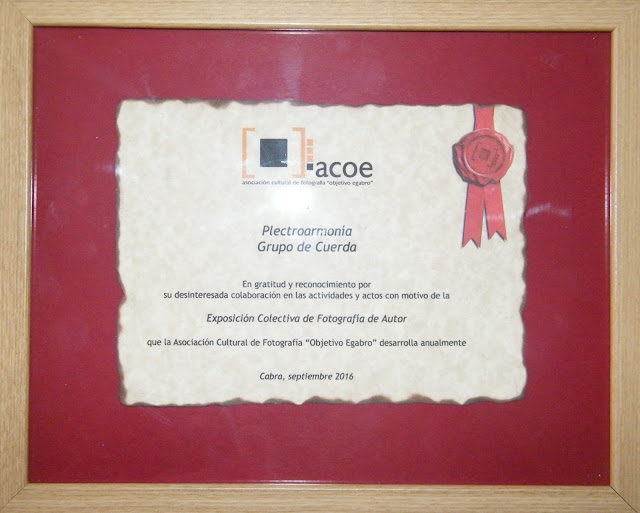 acoe
asociación cultural de fotografía "objetivo egabro"
Plectroarmonía
Grupo de Cuerda
En gratitud y reconocimiento por
su desinteresada colaboración en las actividades y actos con motivo de la
Exposición Colectiva de Fotografía de Autor
que la Asociación Cultural de Fotografía "Objetivo Egabro" desarrolla anualmente
Cabra, septiembre 2016